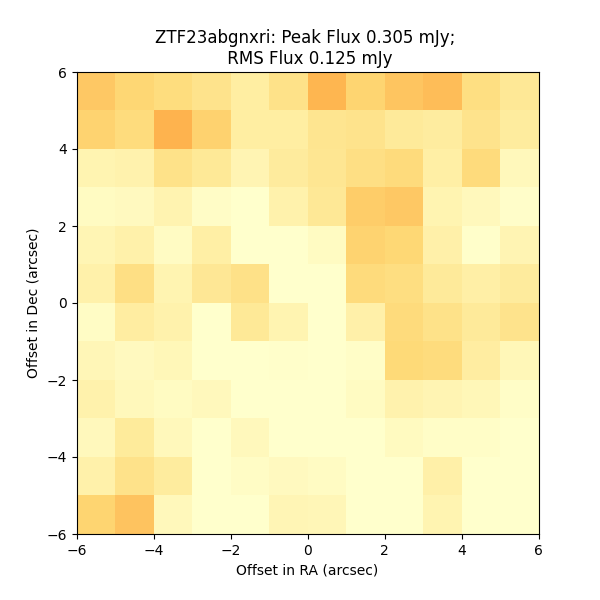 ZTF23abgnxri: Peak Flux 0.305 mJy;
RMS Flux 0.125 mJy
6
4
2
0
−2
−4
−6
Offset in Dec (arcsec)
−6 −4 −2 0 2 4 6
Offset in RA (arcsec)